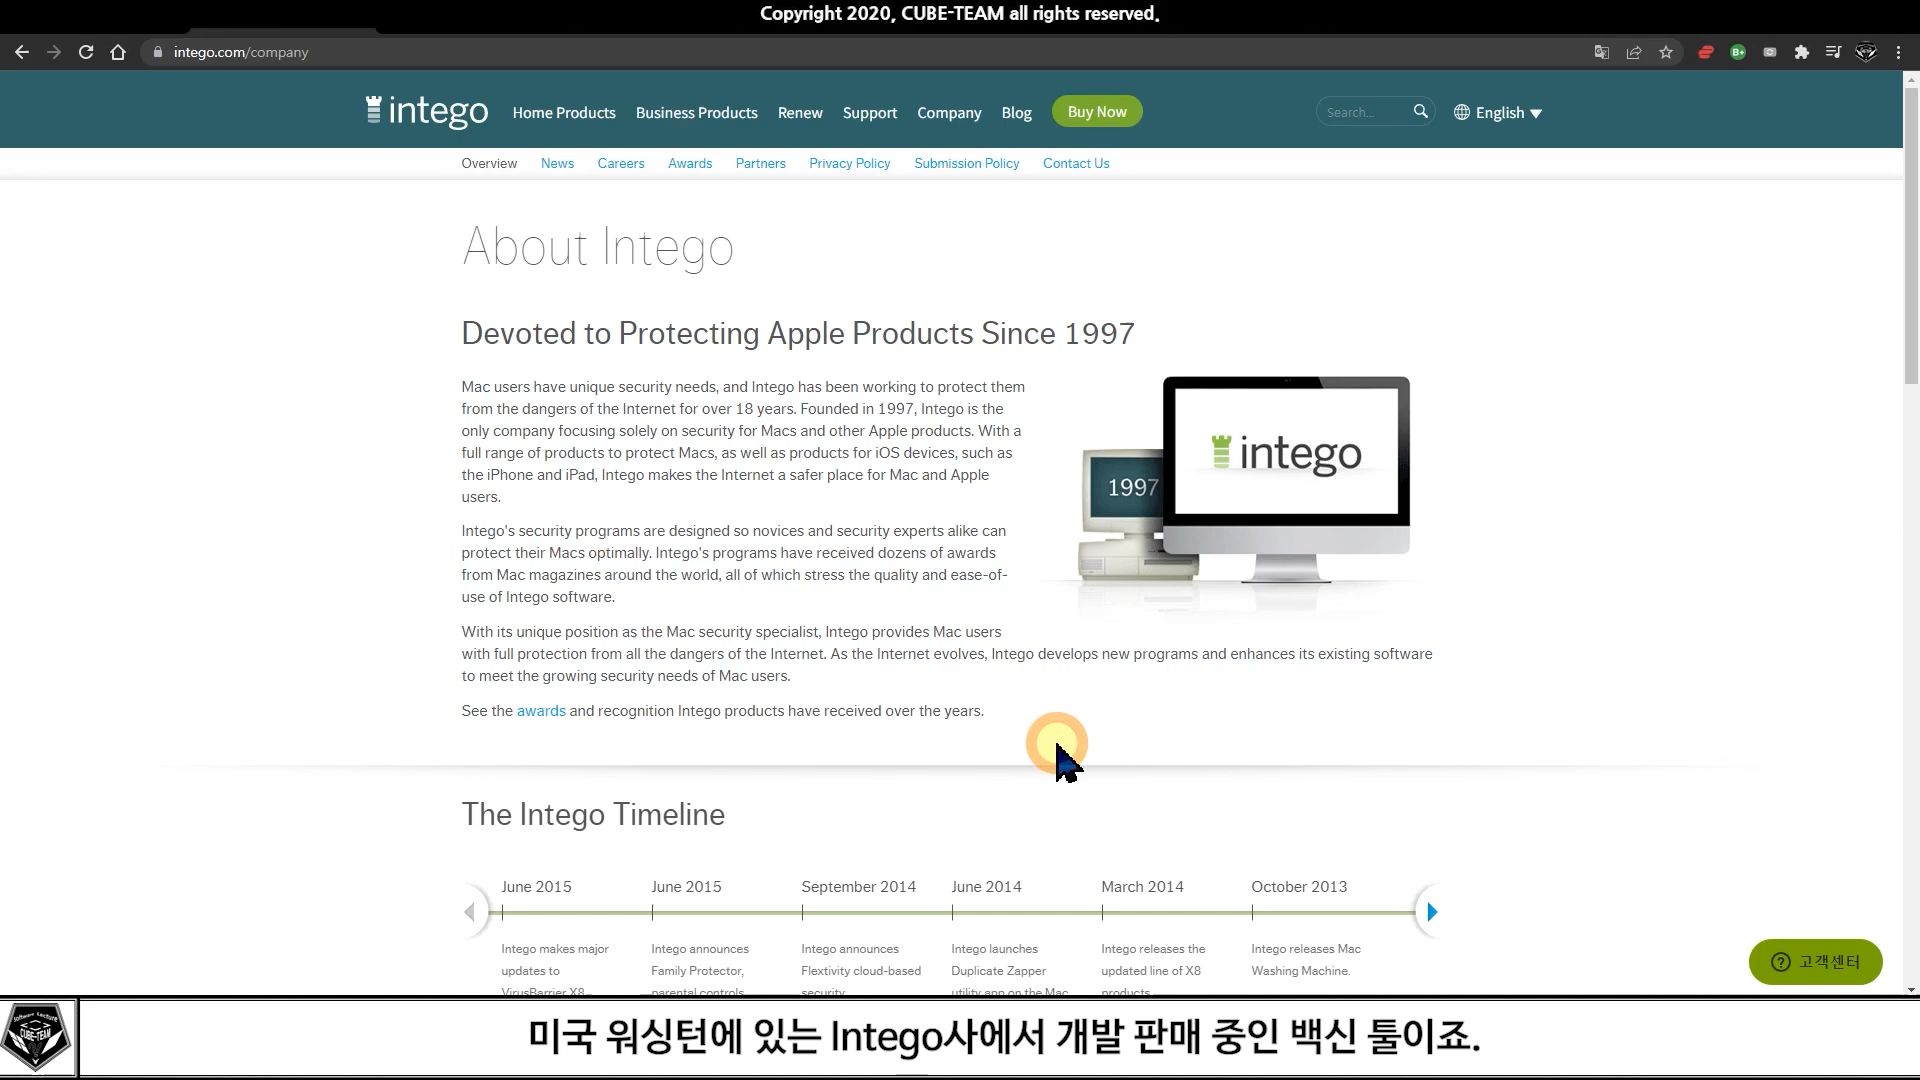 Copyright 2020, CUBE-TEAM all rights reserved.
intego.com/company
intego
Home Products
Business Products
Renew
Support
Company
Blog
Buy Now
Search...
English
Overview
News
Careers
Awards
Partners
Privacy Policy
Submission Policy
Contact Us
About Intego
Devoted to Protecting Apple Products Since 1997
Mac users have unique security needs, and Intego has been working to protect them
from the dangers of the Internet for over 18 years. Founded in 1997, Intego is the
only company focusing solely on security for Macs and other Apple products. With a
full range of products to protect Macs, as well as products for iOS devices, such as
the iPhone and iPad, Intego makes the Internet a safer place for Mac and Apple
users.
1997
intego
Intego's security programs are designed so novices and security experts alike can
protect their Macs optimally. Intego's programs have received dozens of awards
from Mac magazines around the world, all of which stress the quality and ease-of-
use of Intego software.
With its unique position as the Mac security specialist, Intego provides Mac users
with full protection from all the dangers of the Internet. As the Internet evolves, Intego develops new programs and enhances its existing software
to meet the growing security needs of Mac users.
See the awards and recognition Intego products have received over the years.
The Intego Timeline
June 2015
Intego makes major
updates to
VirusBarrier X8
June 2015
Intego announces
Family Protector,
parental controls
September 2014
Intego announces
Flextivity cloud-based
security
June 2014
Intego launches
Duplicate Zapper
utility app on the Mac
March 2014
Intego releases the
updated line of X8
products
October 2013
Intego releases Mac
Washing Machine.
고객센터
Software Lecture
CUBE-TEAM
미국 워싱턴에 있는 Intego사에서 개발 판매 중인 백신 툴이죠.